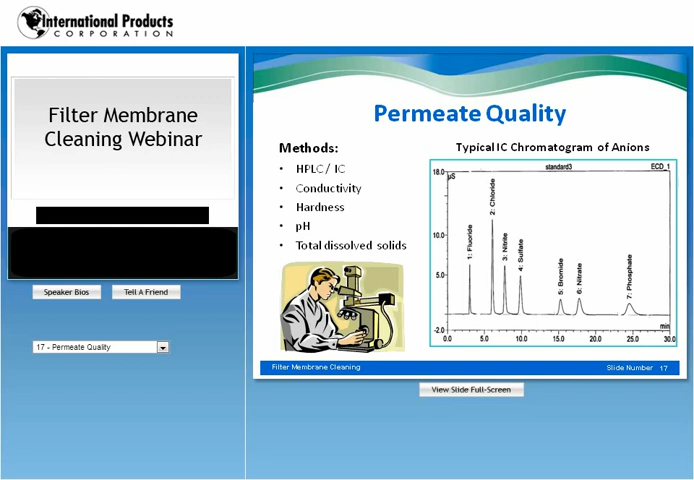 International Products
CORPORATION
Filter Membrane
Cleaning Webinar
Speaker Bios
Tell A Friend
17 - Permeate Quality
Permeate Quality
Methods:
• HPLC / IC
• Conductivity
• Hardness
• pH
• Total dissolved solids
Typical IC Chromatogram of Anions
standard3
ECD_1
18.0
µS
10.0
5.0
-2.0
1: Fluoride
2: Chloride
3: Nitrite
4: Sulfate
5: Bromide
6: Nitrate
7: Phosphate
min
0.0 5.0 10.0 15.0 20.0 25.0 30.0
Filter Membrane Cleaning
Slide Number 17
View Slide Full-Screen